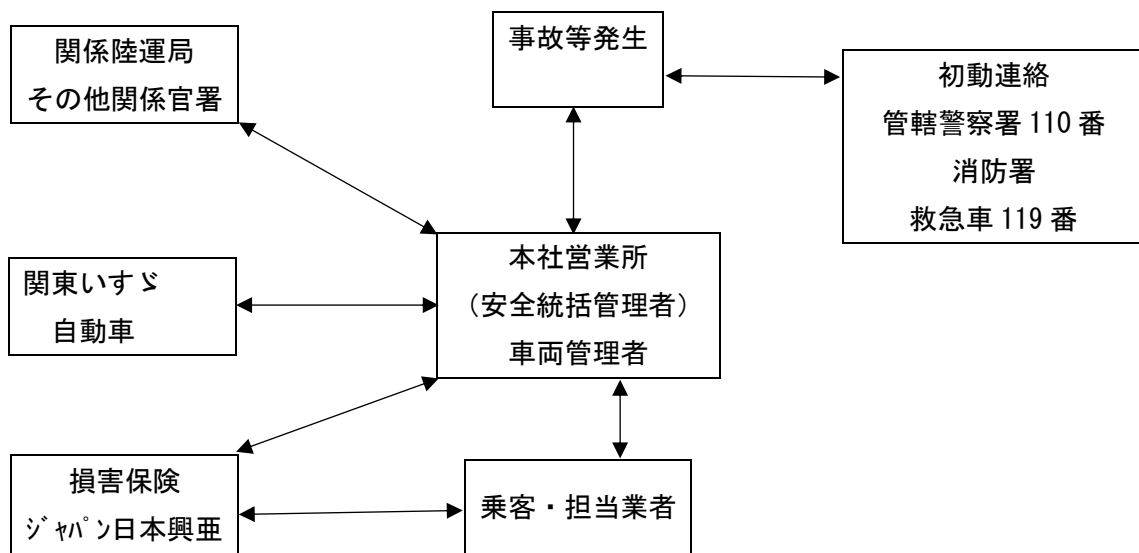 事故等発生
関係陸運局
その他関係官署
初動連絡
管轄警察署 110 番
消防署
救急車 119 番
本社営業所
（安全統括管理者）
車両管理者
関東いすゞ
自動車
損害保険
ｼﾞｬﾊﾟﾝ日本興亜
乗客・担当業者